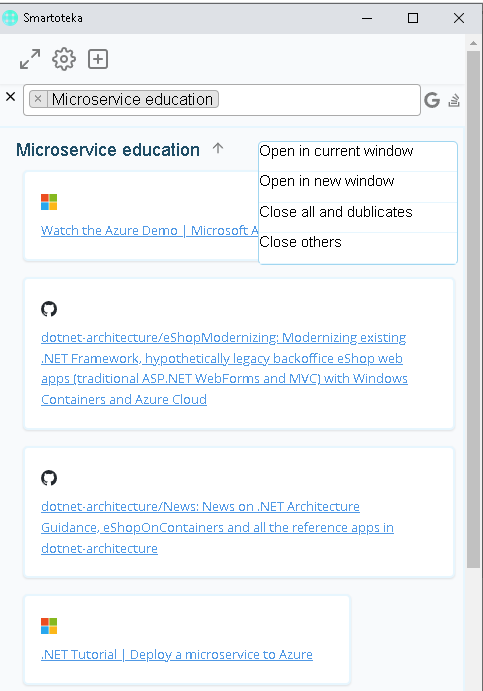 Smartoteka
Microservice education
Microservice education
Open in current window
Open in new window
Close all and dublicates
Close others
Watch the Azure Demo | Microsoft A
dotnet-architecture/eShopModernizing: Modernizing existing
.NET Framework, hypothetically legacy backoffice eShop web
apps (traditional ASP.NET WebForms and MVC) with Windows
Containers and Azure Cloud
dotnet-architecture/News: News on .NET Architecture
Guidance, eShopOnContainers and all the reference apps in
dotnet-architecture
.NET Tutorial | Deploy a microservice to Azure